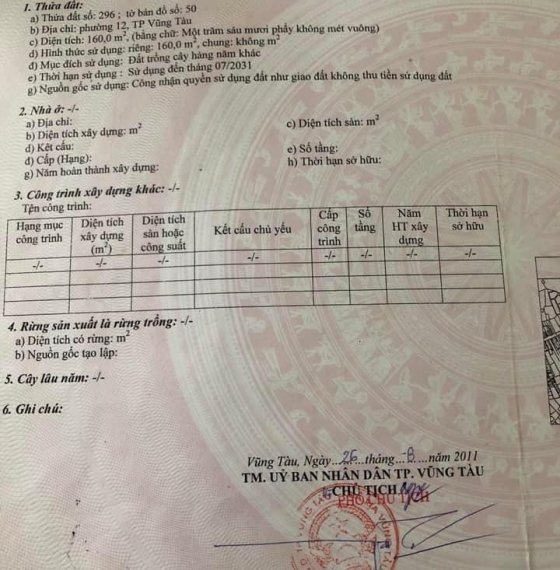 1. Thửa đất:
a) Thửa đất số: 296 ; tờ bản đồ số: 50
b) Địa chỉ: phường 12, TP Vũng Tàu
c) Diện tích: 160,0 m², (bằng chữ: Một trăm sáu mươi phẩy không mét vuông)
d) Hình thức sử dụng: riêng: 160,0 m², chung: không m²
đ) Mục đích sử dụng: Đất trồng cây hàng năm khác
e) Thời hạn sử dụng : Sử dụng đến tháng 07/2031
g) Nguồn gốc sử dụng: Công nhận quyền sử dụng đất như giao đất không thu tiền sử dụng đất
2. Nhà ở: -/-
a) Địa chỉ:
b) Diện tích xây dựng: m² c) Diện tích sàn: m²
d) Kết cấu: e) Số tầng:
đ) Cấp (Hạng): h) Thời hạn sở hữu:
g) Năm hoàn thành xây dựng:
3. Công trình xây dựng khác: -/-
Tên công trình:
Hạng mục công trình | Diện tích xây dựng (m²) | Diện tích sàn hoặc công suất | Kết cấu chủ yếu | Cấp công trình | Số tầng | Năm HT xây dựng | Thời hạn sở hữu
-/- | -/- | -/- | -/- | -/- | -/- | -/- | -/-
4. Rừng sản xuất là rừng trồng: -/-
a) Diện tích có rừng: m²
b) Nguồn gốc tạo lập:
5. Cây lâu năm: -/-
6. Ghi chú:
Vũng Tàu, Ngày...26...tháng...8....năm 2011
TM. UỶ BAN NHÂN DÂN TP. VŨNG TÀU
CHỦ TỊCH
PHÓ CHỦ TỊCH